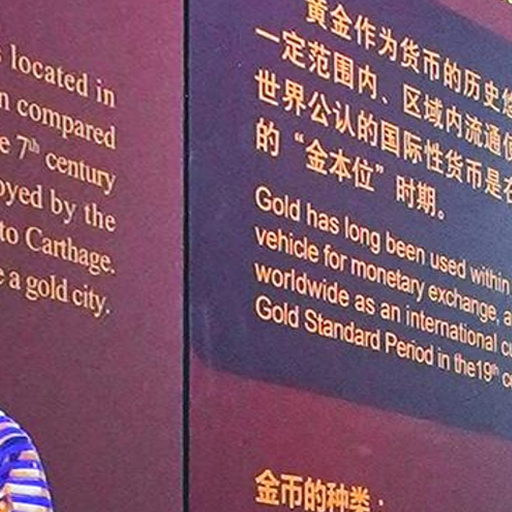 located in
compared
7th century
by the
to Carthage.
a gold city.
黄金作为货币的历史
一定范围内、区域内流通
世界公认的国际性货币是
的“金本位”时期。
Gold has long been used within
vehicle for monetary exchange,
worldwide as an international
Gold Standard Period in the19th
金币的种类：